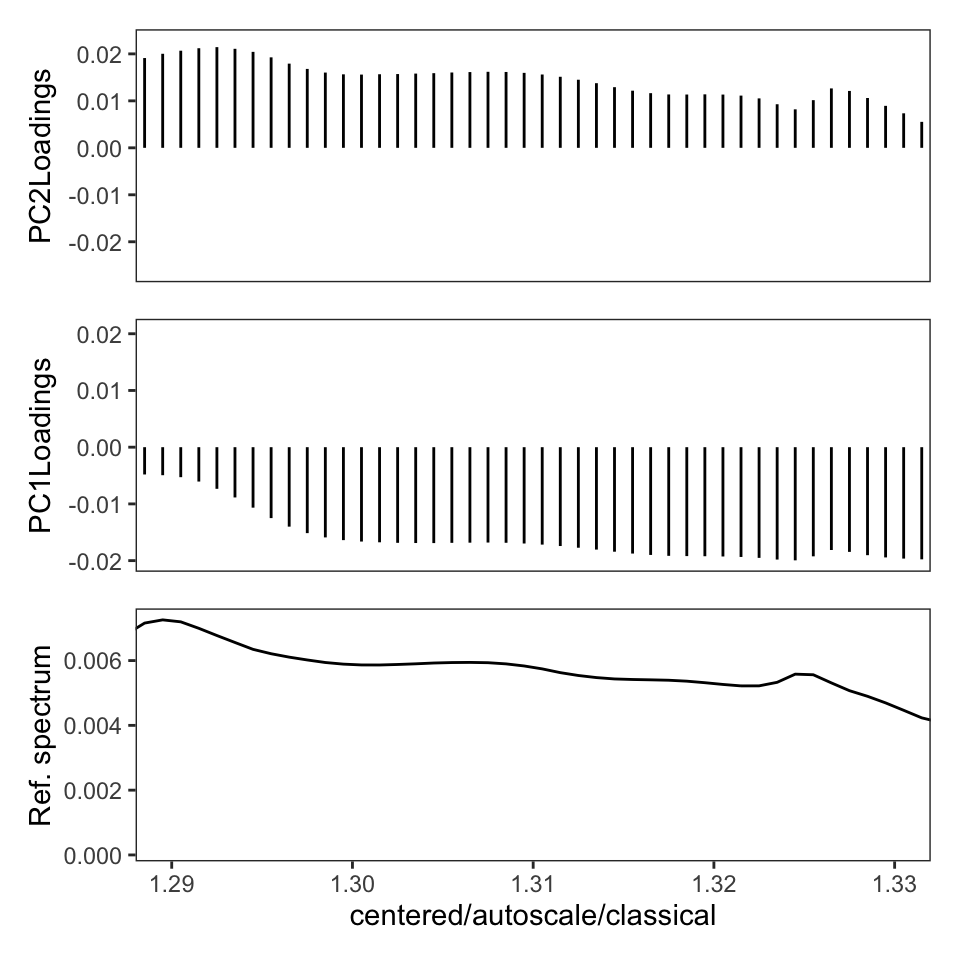 PC2Loadings
0.02
0.01
0.00
-0.01
-0.02
PC1Loadings
0.02
0.01
0.00
-0.01
-0.02
Ref. spectrum
0.006
0.004
0.002
0.000
1.29 1.30 1.31 1.32 1.33
centered/autoscale/classical